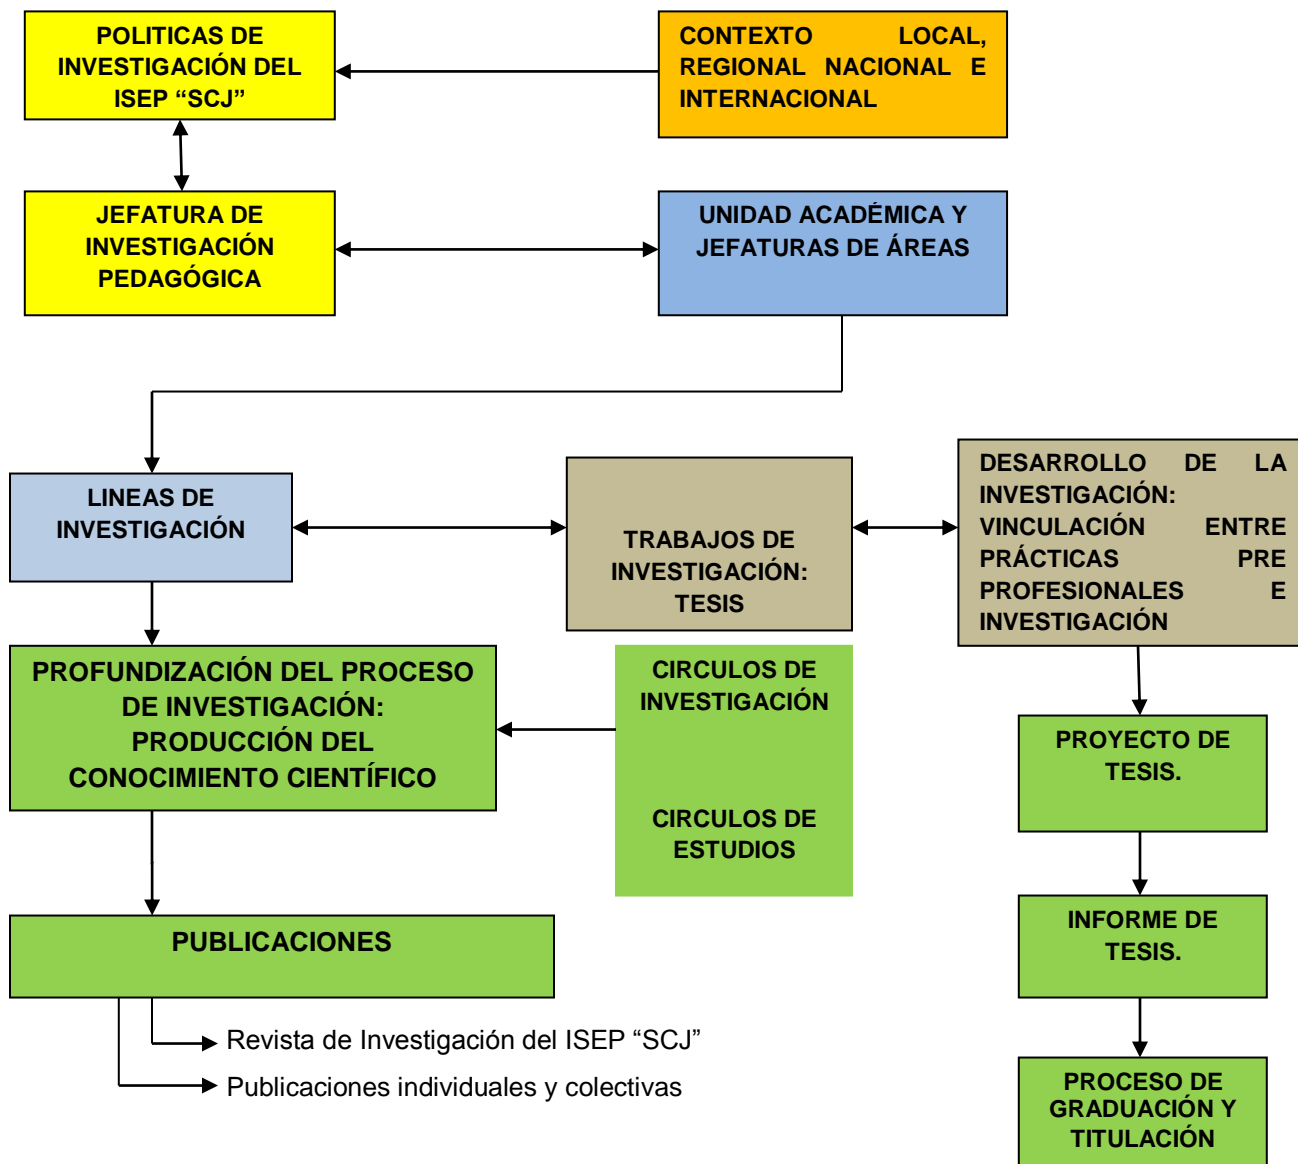 POLITICAS DE
INVESTIGACIÓN DEL
ISEP “SCJ”
CONTEXTO LOCAL,
REGIONAL NACIONAL E
INTERNACIONAL
JEFATURA DE
INVESTIGACIÓN
PEDAGÓGICA
UNIDAD ACADÉMICA Y
JEFATURAS DE ÁREAS
LINEAS DE
INVESTIGACIÓN
TRABAJOS DE
INVESTIGACIÓN:
TESIS
DESARROLLO DE LA
INVESTIGACIÓN:
VINCULACIÓN ENTRE
PRÁCTICAS PRE
PROFESIONALES E
INVESTIGACIÓN
PROFUNDIZACIÓN DEL PROCESO
DE INVESTIGACIÓN:
PRODUCCIÓN DEL
CONOCIMIENTO CIENTÍFICO
CIRCULOS DE
INVESTIGACIÓN
CIRCULOS DE
ESTUDIOS
PROYECTO DE
TESIS.
PUBLICACIONES
INFORME DE
TESIS.
Revista de Investigación del ISEP “SCJ”
Publicaciones individuales y colectivas
PROCESO DE
GRADUACIÓN Y
TITULACIÓN